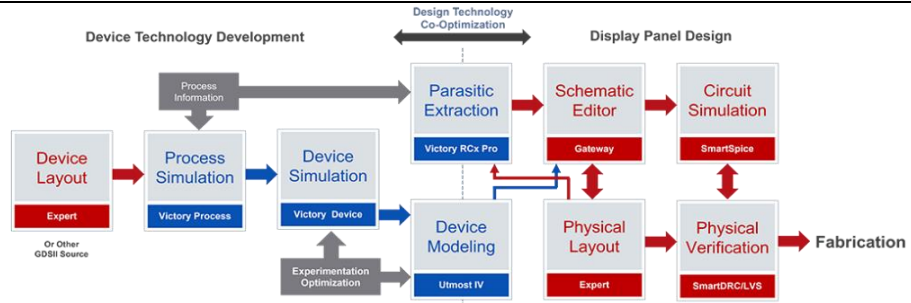 Design Technology
Co-Optimization
Device Technology Development
Display Panel Design
Process
Information
Parasitic
Extraction
Victory RCx Pro
Schematic
Editor
Gateway
Circuit
Simulation
SmartSpice
Device
Layout
Expert
Or Other
GDSII Source
Process
Simulation
Victory Process
Device
Simulation
Victory Device
Experimentation
Optimization
Device
Modeling
Utmost IV
Physical
Layout
Expert
Physical
Verification
SmartDRC/LVS
Fabrication